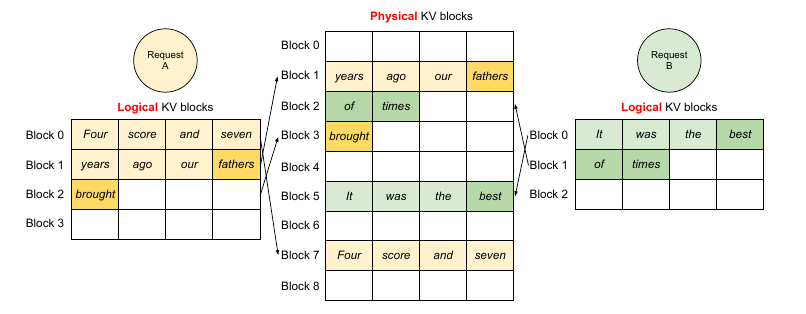 Physical KV blocks
Request
A
Logical KV blocks
Block 0 Four score and seven
Block 1 years ago our fathers
Block 2 brought
Block 3
Block 0
Block 1 years ago our fathers
Block 2 of times
Block 3 brought
Block 4
Block 5 It was the best
Block 6
Block 7 Four score and seven
Block 8
Request
B
Logical KV blocks
Block 0 It was the best
Block 1 of times
Block 2